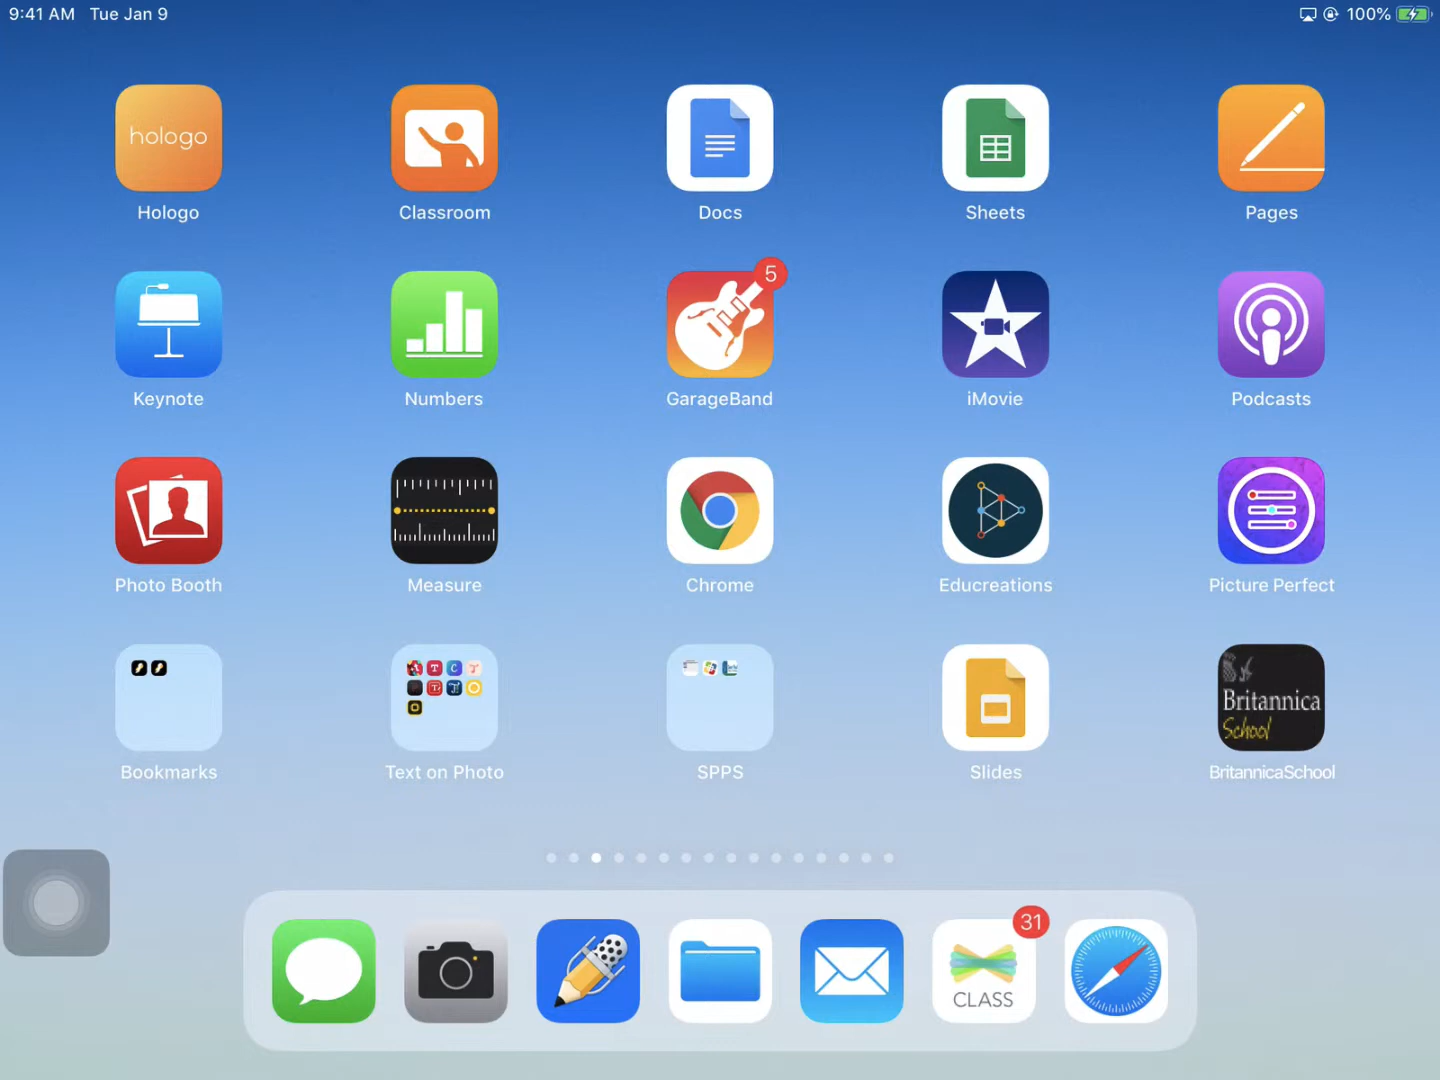 9:41 AM Tue Jan 9 100%
hologo
Hologo Classroom Docs Sheets Pages
5
Keynote Numbers GarageBand iMovie Podcasts
Photo Booth Measure Chrome Educreations Picture Perfect
Britannica
School
Bookmarks Text on Photo SPPS Slides BritannicaSchool
31
CLASS